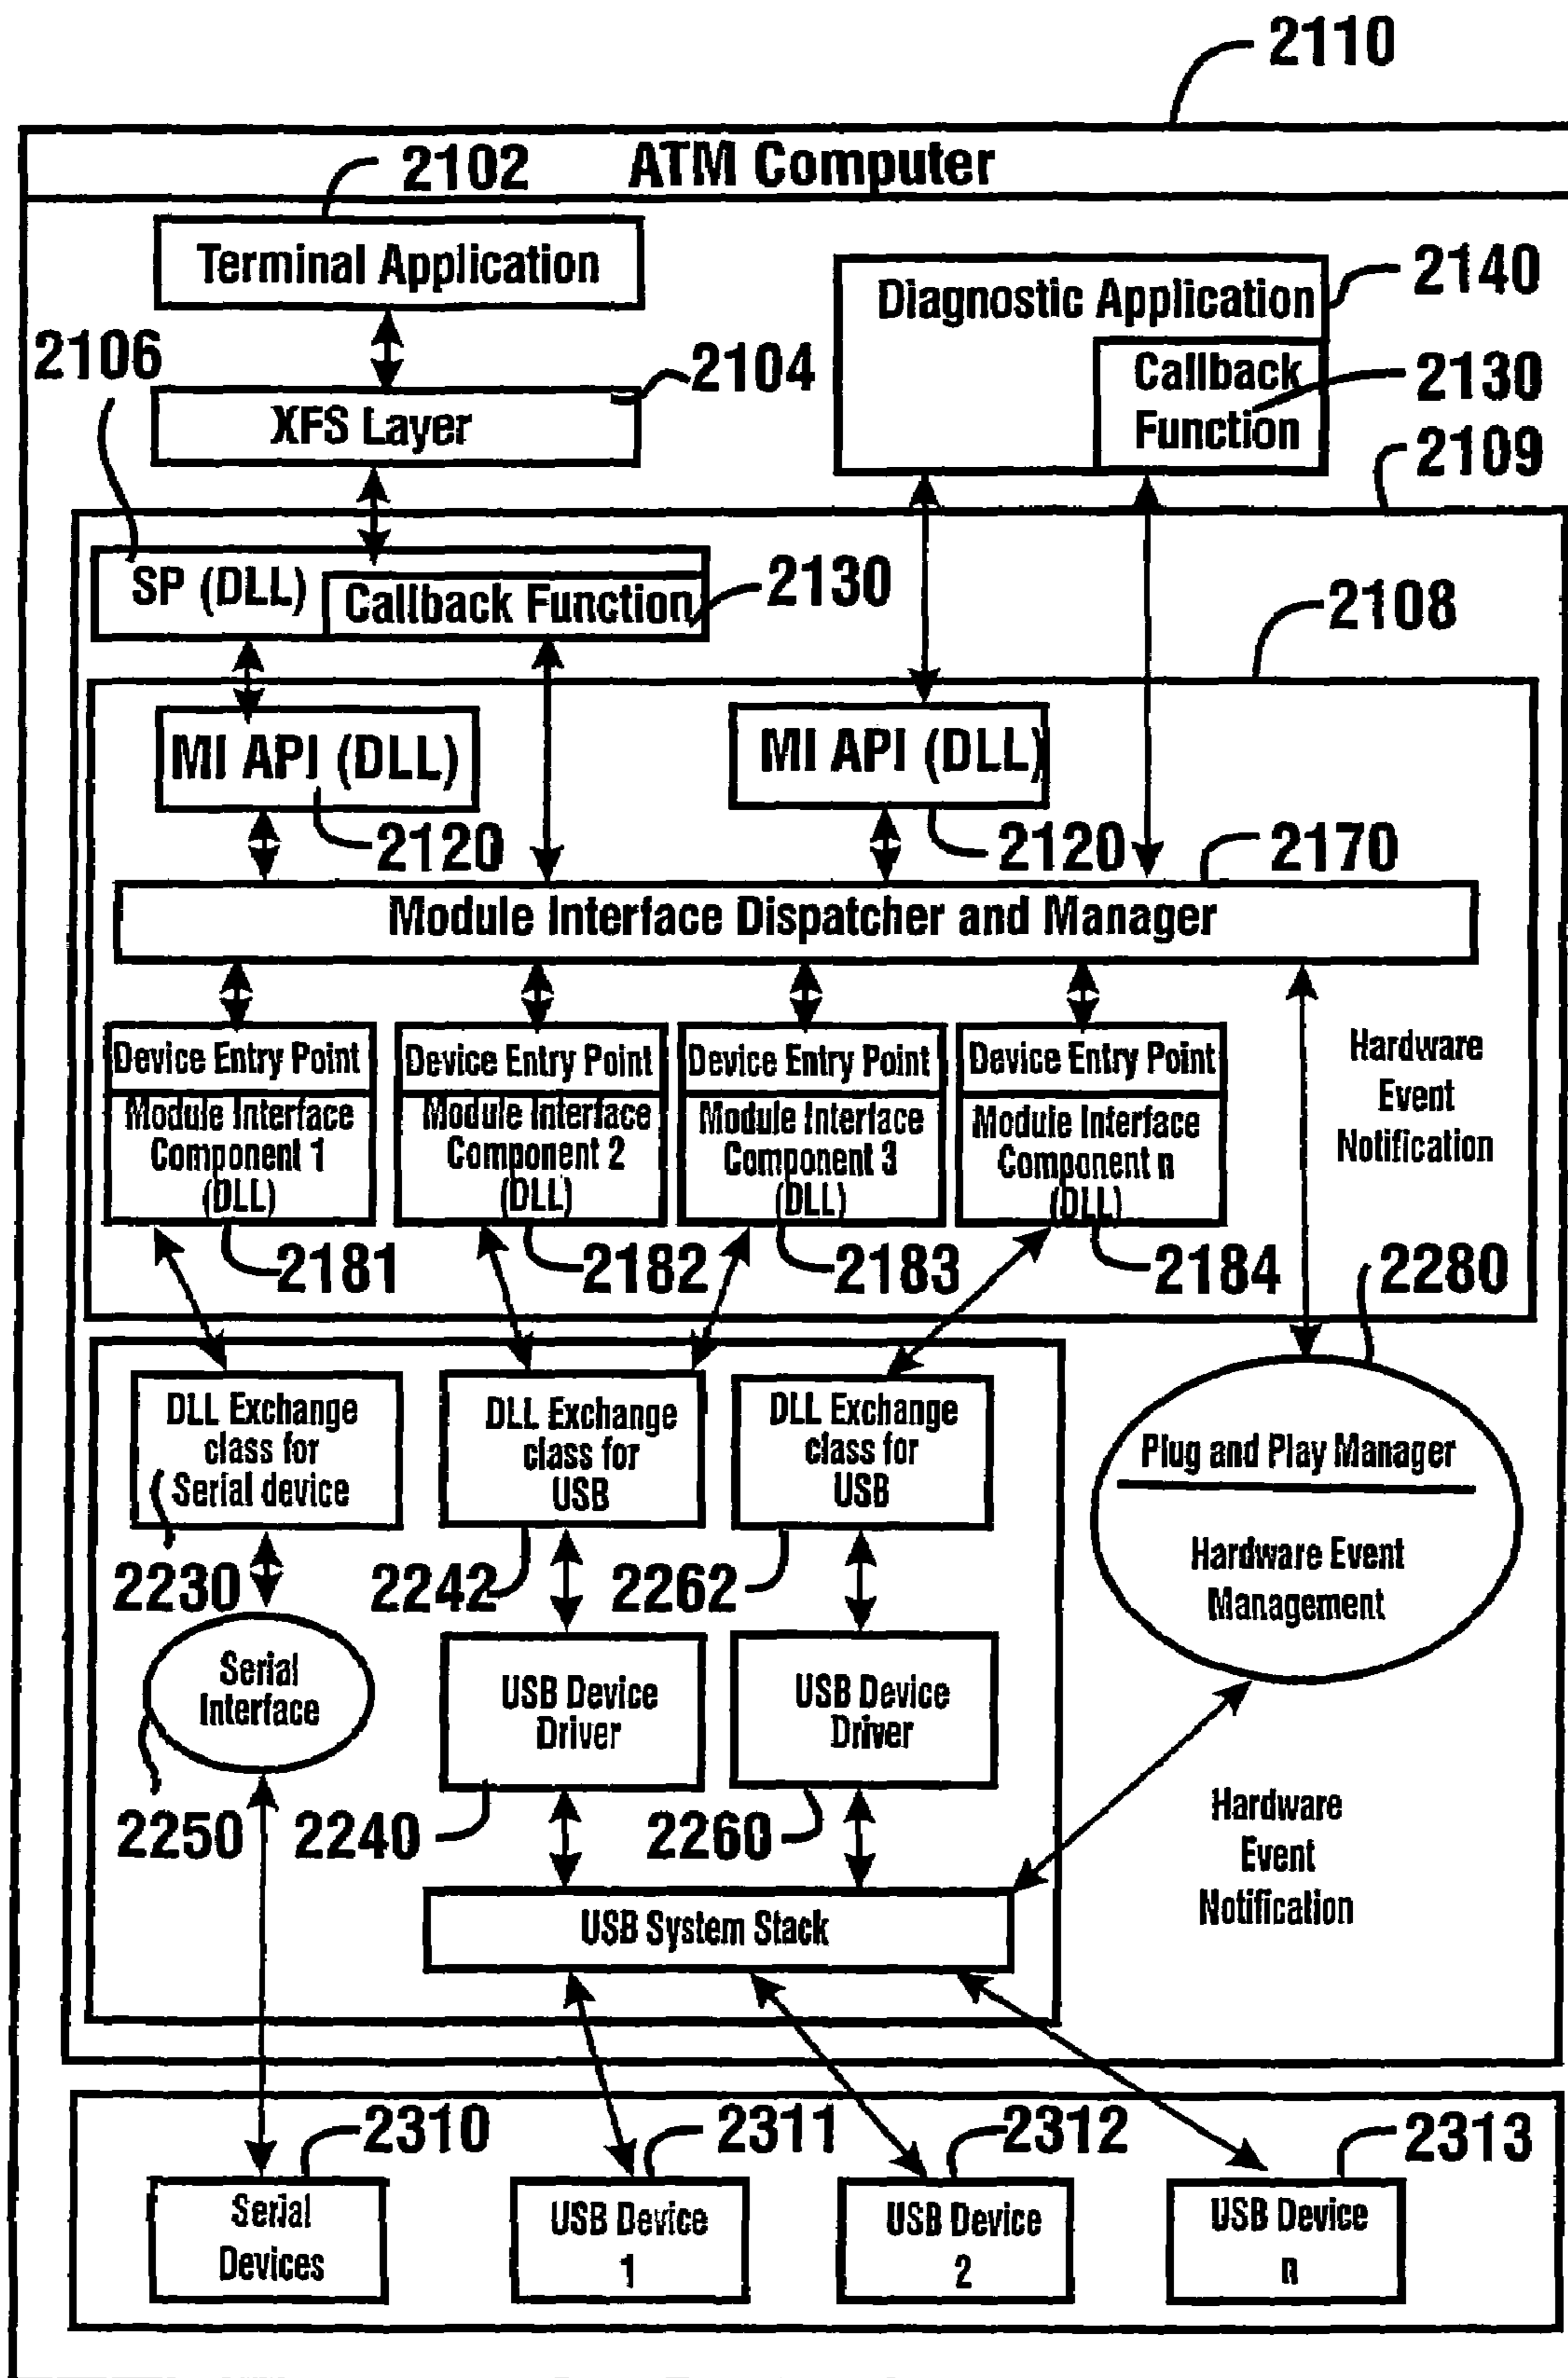 2110
ATM Computer
2102
Terminal Application
2140
Diagnostic Application
2106
2104
Callback
Function
2130
XFS Layer
2109
SP (DLL)
Callback Function
2130
2108
MI API (DLL)
MI API (DLL)
2120
2120
2170
Module Interface Dispatcher and Manager
Device Entry Point
Device Entry Point
Device Entry Point
Device Entry Point
Hardware
Event
Notification
Module Interface
Component 1
(DLL)
Module Interface
Component 2
(DLL)
Module Interface
Component 3
(DLL)
Module Interface
Component n
(DLL)
2181
2182
2183
2184
2280
DLL Exchange
class for
Serial device
DLL Exchange
class for
USB
DLL Exchange
class for
USB
Plug and Play Manager
Hardware Event
Management
2230
2242
2262
Serial
Interface
USB Device
Driver
USB Device
Driver
2250
2240
2260
Hardware
Event
Notification
USB System Stack
2310
2311
2312
2313
Serial
Devices
USB Device
1
USB Device
2
USB Device
n